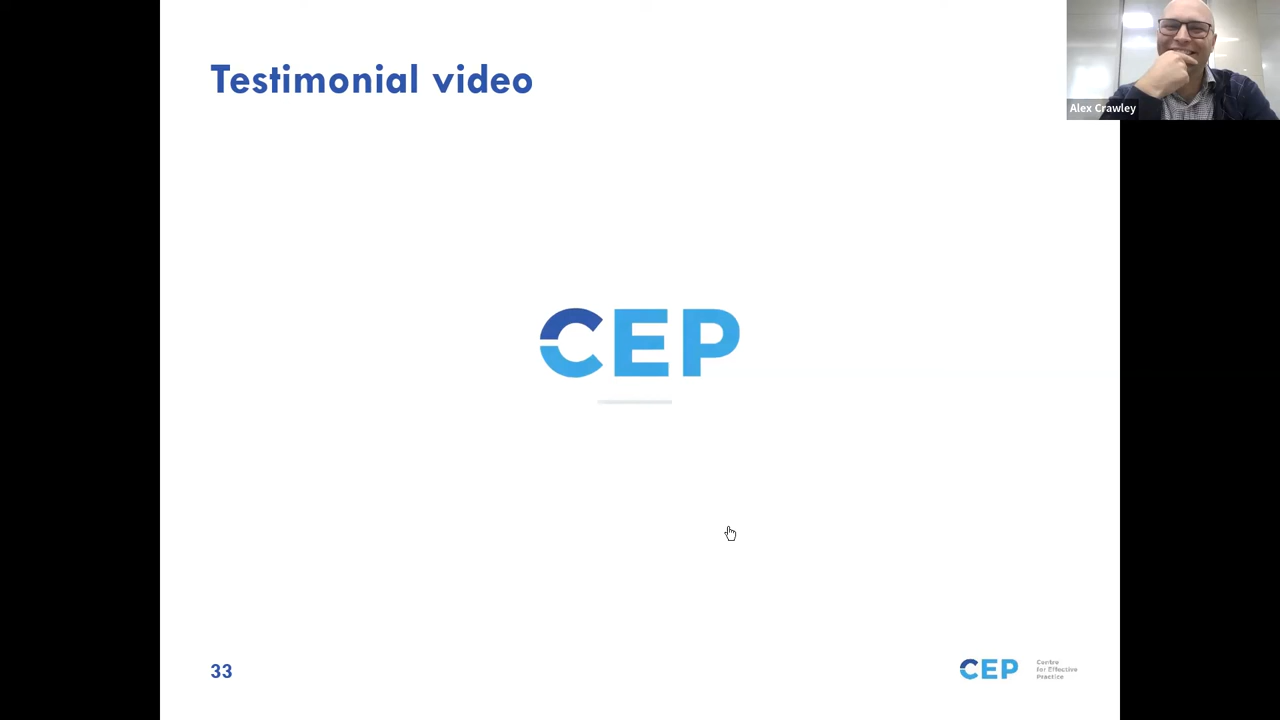 Testimonial video
Alex Crawley
CEP
33
CEP
Centre
for Effective
Practice